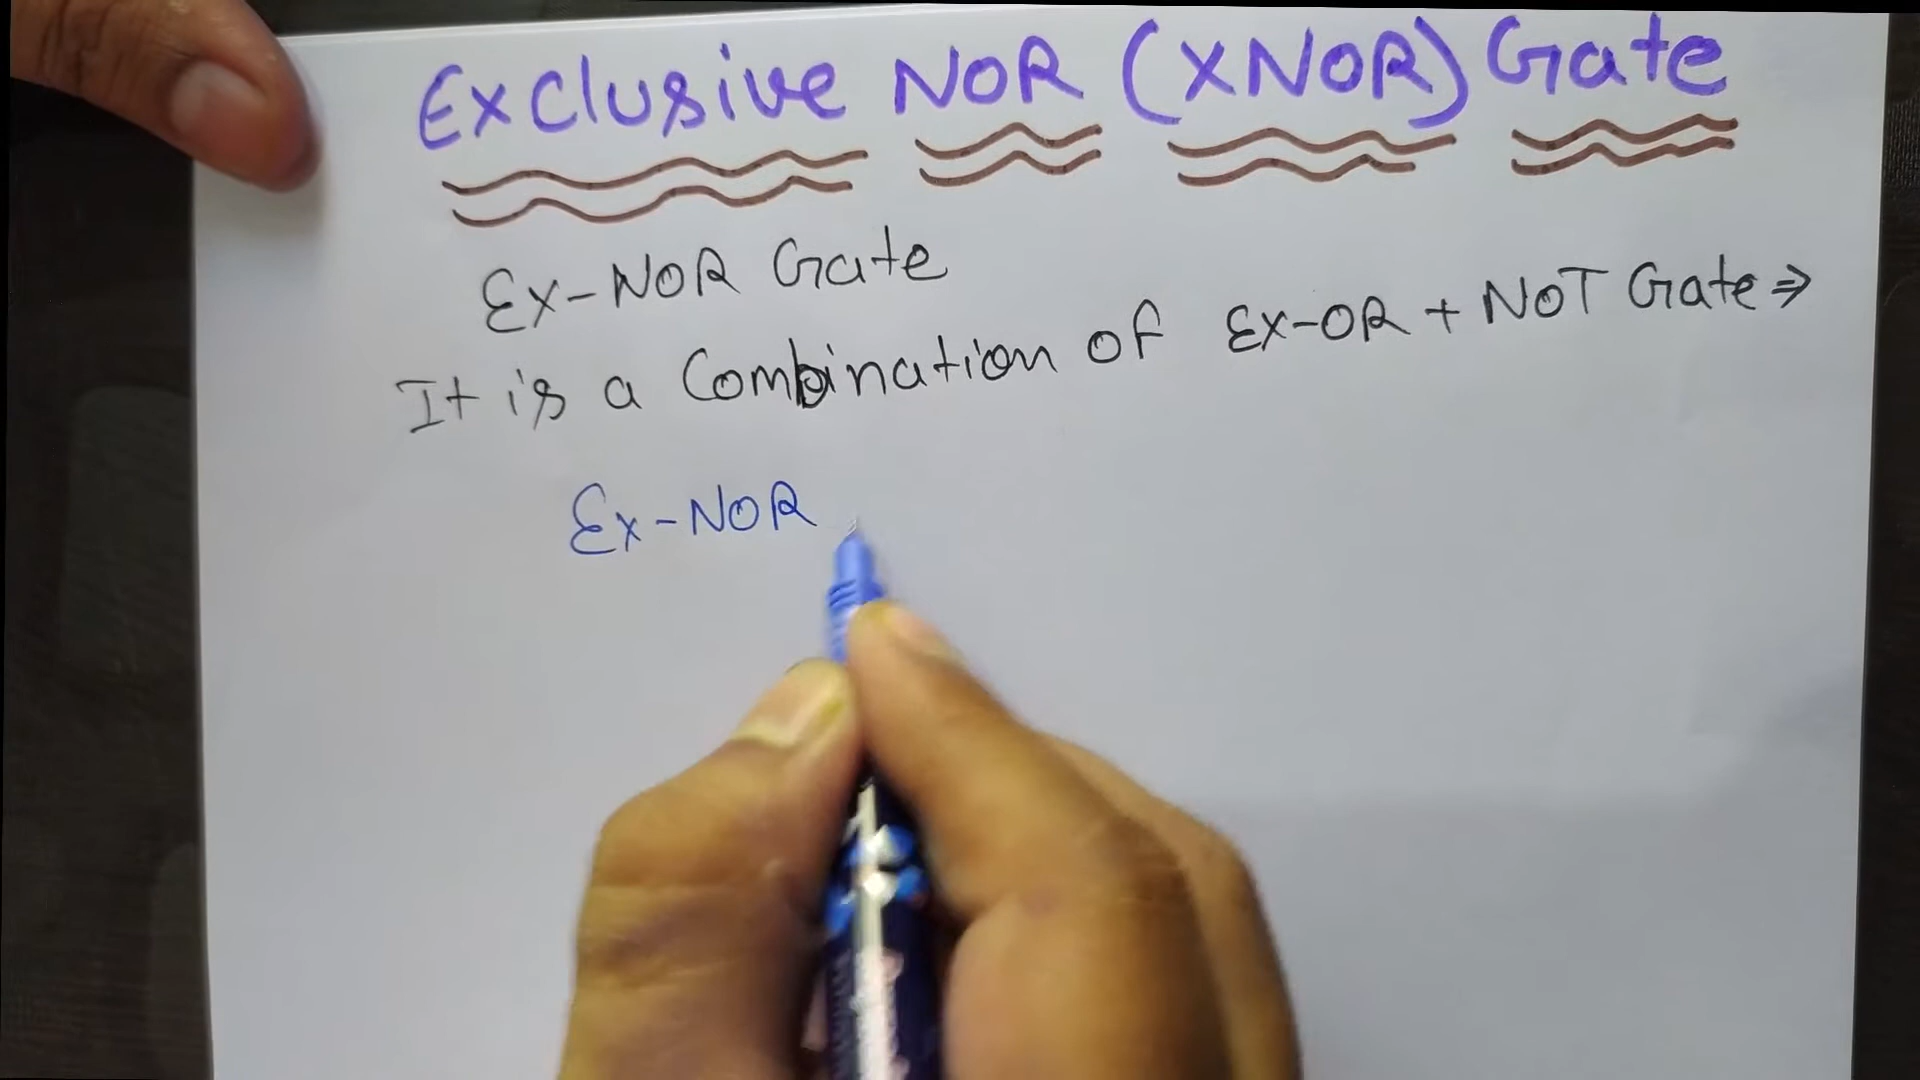 Exclusive NOR (XNOR) Gate
Ex-NOR Gate
It is a Combination of Ex-OR + NOT Gate ⇒
Ex-NOR